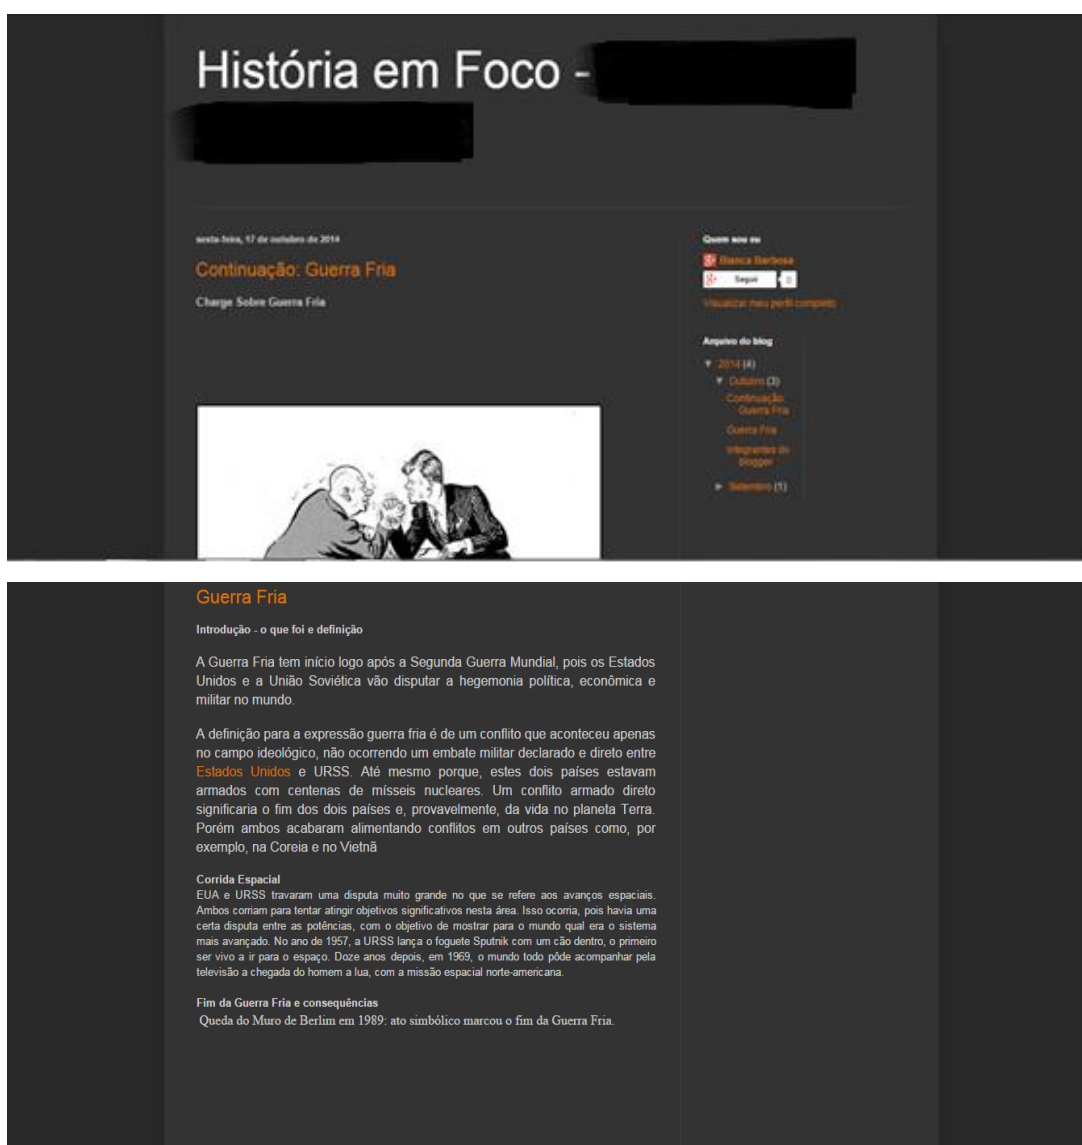 História em Foco -
sexta-feira, 17 de outubro de 2014
Continuação: Guerra Fria
Charge Sobre Guerra Fria
Quem sou eu
Bianca Barbosa
Seguir
0
Visualizar meu perfil completo
Arquivo do blog
▼ 2014 (4)
▼ Outubro (3)
Continuação:
Guerra Fria
Guerra Fria
Integrantes do
blogger
► Setembro (1)
Guerra Fria
Introdução - o que foi e definição
A Guerra Fria tem início logo após a Segunda Guerra Mundial, pois os Estados
Unidos e a União Soviética vão disputar a hegemonia política, econômica e
militar no mundo.
A definição para a expressão guerra fria é de um conflito que aconteceu apenas
no campo ideológico, não ocorrendo um embate militar declarado e direto entre
Estados Unidos e URSS. Até mesmo porque, estes dois países estavam
armados com centenas de mísseis nucleares. Um conflito armado direto
significaria o fim dos dois países e, provavelmente, da vida no planeta Terra.
Porém ambos acabaram alimentando conflitos em outros países como, por
exemplo, na Coreia e no Vietnã
Corrida Espacial
EUA e URSS travaram uma disputa muito grande no que se refere aos avanços espaciais.
Ambos corriam para tentar atingir objetivos significativos nesta área. Isso ocorria, pois havia uma
certa disputa entre as potências, com o objetivo de mostrar para o mundo qual era o sistema
mais avançado. No ano de 1957, a URSS lança o foguete Sputnik com um cão dentro, o primeiro
ser vivo a ir para o espaço. Doze anos depois, em 1969, o mundo todo pôde acompanhar pela
televisão a chegada do homem a lua, com a missão espacial norte-americana.
Fim da Guerra Fria e consequências
Queda do Muro de Berlim em 1989: ato simbólico marcou o fim da Guerra Fria.